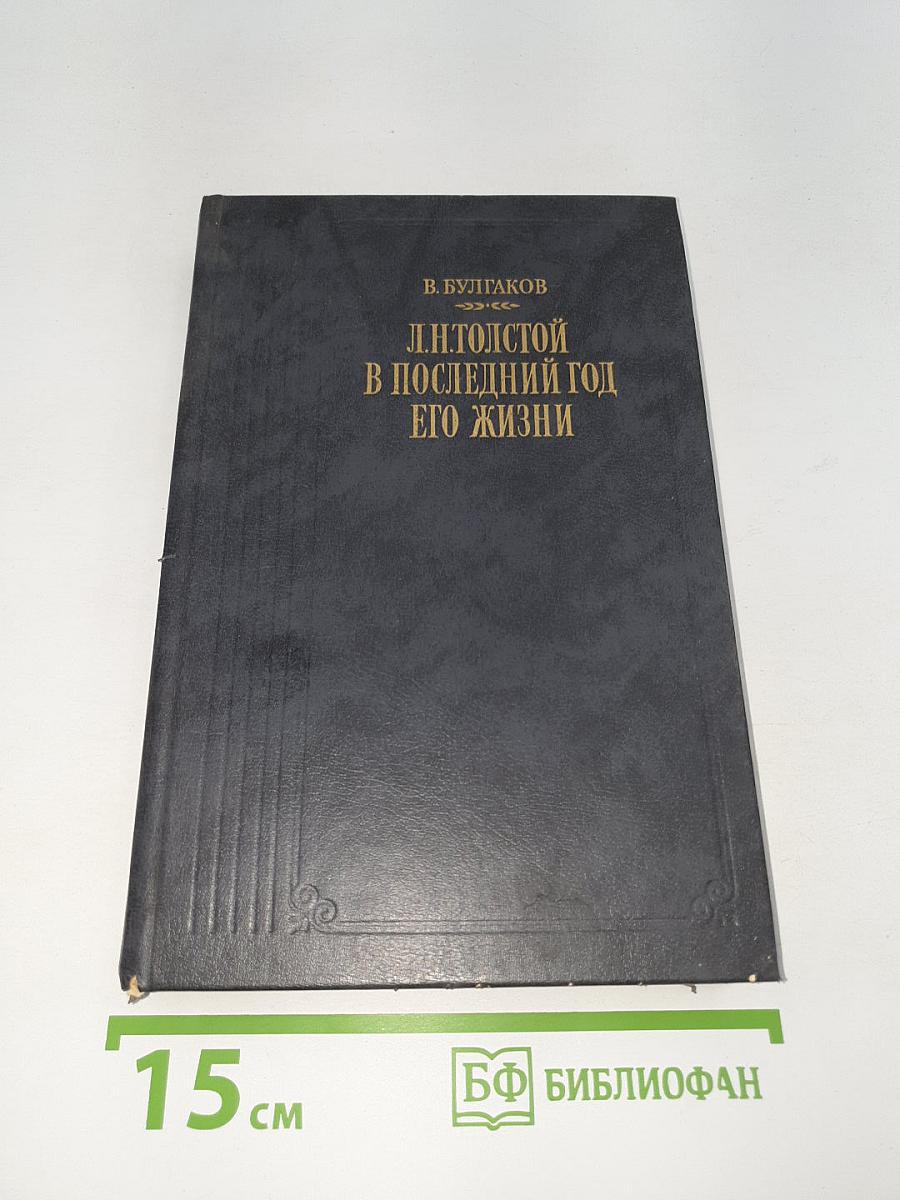 В. БУЛГАКОВ
Л.Н.ТОЛСТОЙ
В ПОСЛЕДНИЙ ГОД
ЕГО ЖИЗНИ
15 СМ
БФ БИБЛИОФАН